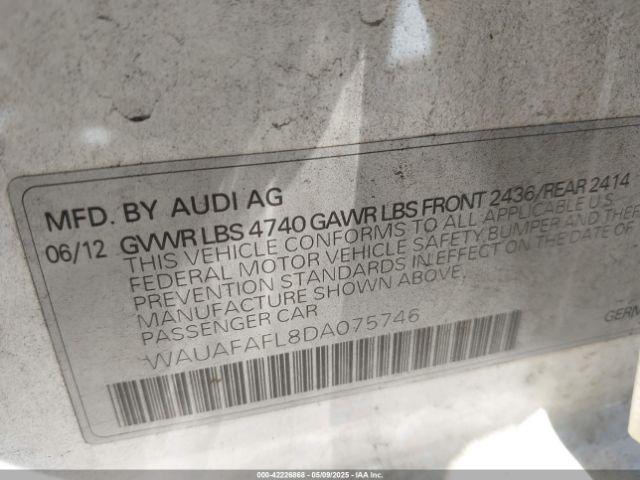 MFD. BY AUDI AG
06/12 GVWR LBS 4740 GAWR LBS FRONT 2436/REAR 2414
THIS VEHICLE CONFORMS TO ALL APPLICABLE U.S.
FEDERAL MOTOR VEHICLE SAFETY, BUMPER AND THEFT
PREVENTION STANDARDS IN EFFECT ON THE DATE OF
MANUFACTURE SHOWN ABOVE.
PASSENGER CAR
WAUAFAFL8DA075746
GERM
000-42226868 - 05/09/2025 - IAA Inc.